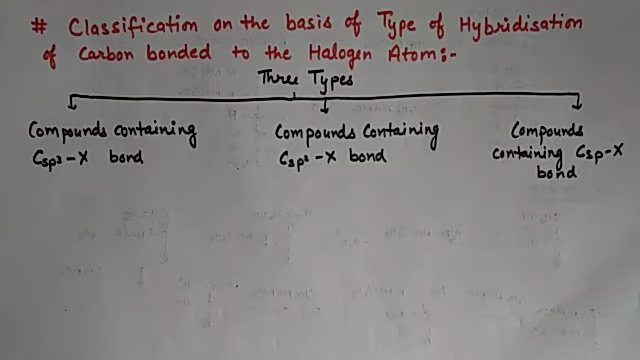 # Classification on the basis of Type of Hybridisation
of Carbon bonded to the Halogen Atom:-
Three Types
Compounds containing
Csp³-X bond
Compounds Containing
Csp²-X bond
Compounds
containing Csp-X
bond